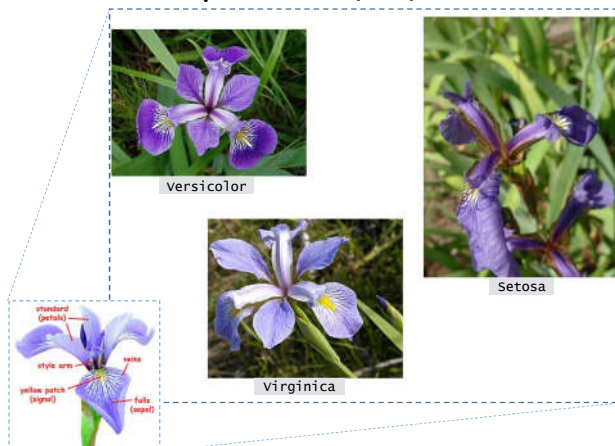 Versicolor
Setosa
Virginica
standard
(petals)
style arm
veins
yellow patch
(signal)
falls
(sepal)